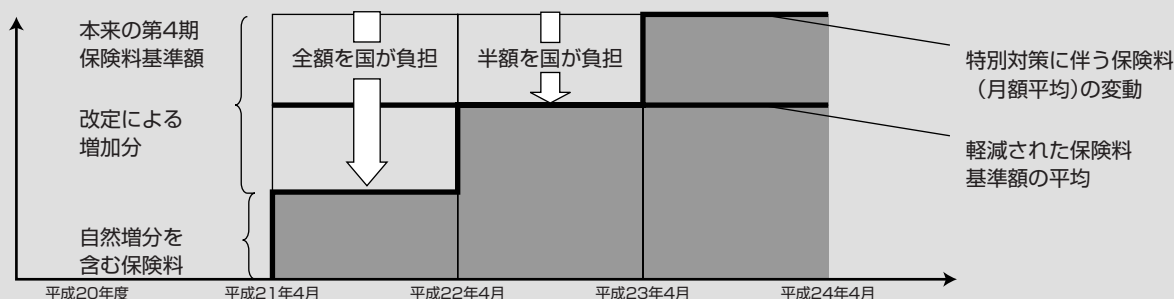 本来の第4期
保険料基準額
改定による
増加分
自然増分を
含む保険料
全額を国が負担
半額を国が負担
特別対策に伴う保険料
（月額平均）の変動
軽減された保険料
基準額の平均
平成20年度
平成21年4月
平成22年4月
平成23年4月
平成24年4月